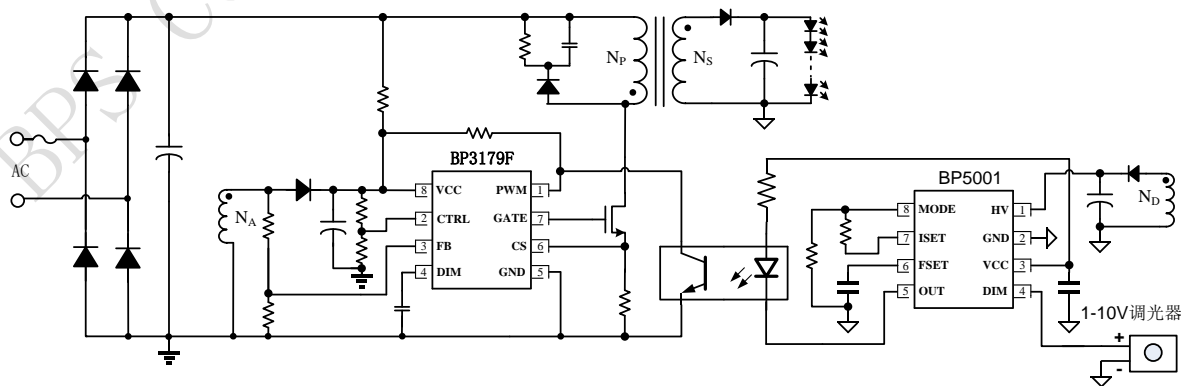 BPS C
N_P
N_S
AC
BP3179F
8 VCC PWM 1
2 CTRL GATE 7
3 FB CS 6
4 DIM GND 5
N_A
BP5001
8 MODE HV 1
7 ISET GND 2
6 FSET VCC 3
5 OUT DIM 4
N_D
1-10V调光器
+
-